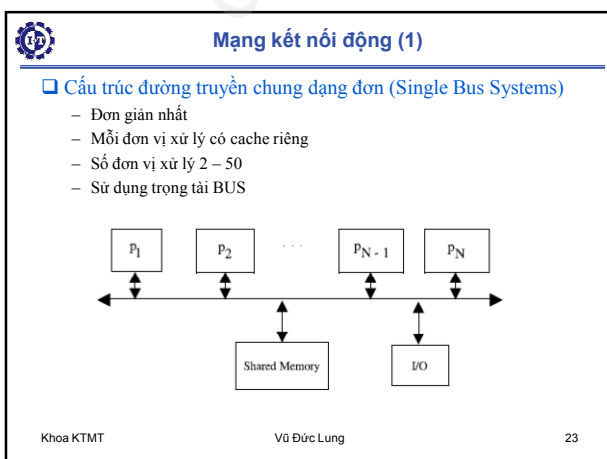 Mạng kết nối động (1)
❑ Cấu trúc đường truyền chung dạng đơn (Single Bus Systems)
– Đơn giản nhất
– Mỗi đơn vị xử lý có cache riêng
– Số đơn vị xử lý 2 – 50
– Sử dụng trọng tài BUS
P1 P2 . . . PN - 1 PN
Shared Memory I/O
Khoa KTMT Vũ Đức Lung 23